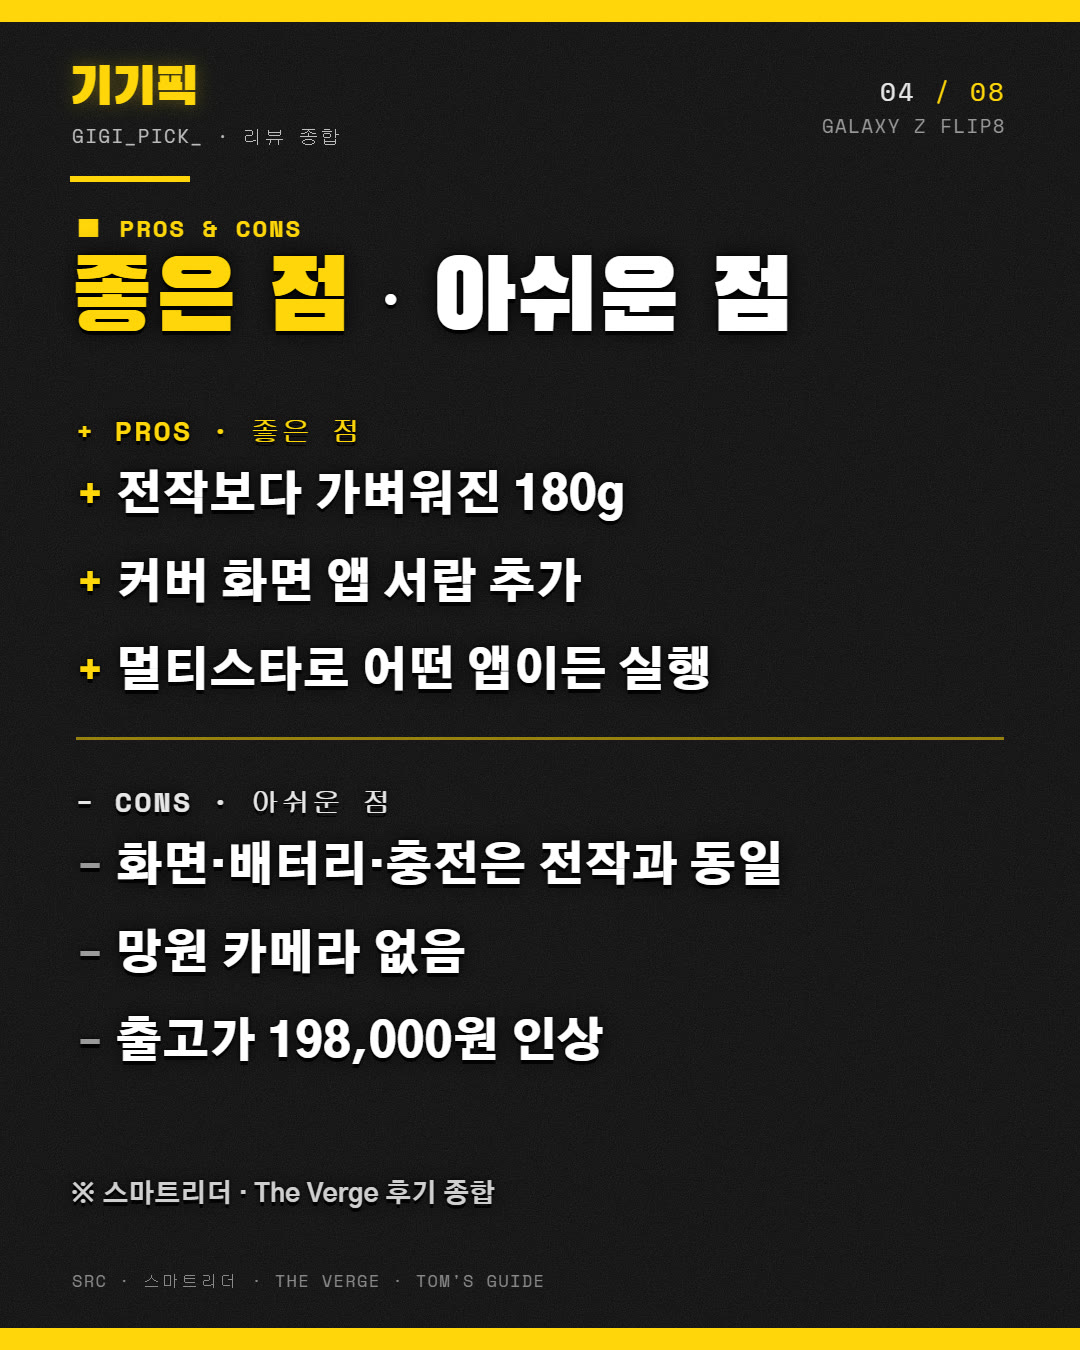 기기픽
GIGI_PICK_ · 리뷰 종합
04 / 08
GALAXY Z FLIP8
■ PROS & CONS
좋은 점 · 아쉬운 점
+ PROS · 좋은 점
+ 전작보다 가벼워진 180g
+ 커버 화면 앱 서랍 추가
+ 멀티스타로 어떤 앱이든 실행
– CONS · 아쉬운 점
– 화면·배터리·충전은 전작과 동일
– 망원 카메라 없음
– 출고가 198,000원 인상
※ 스마트리더 · The Verge 후기 종합
SRC · 스마트리더 · THE VERGE · TOM'S GUIDE